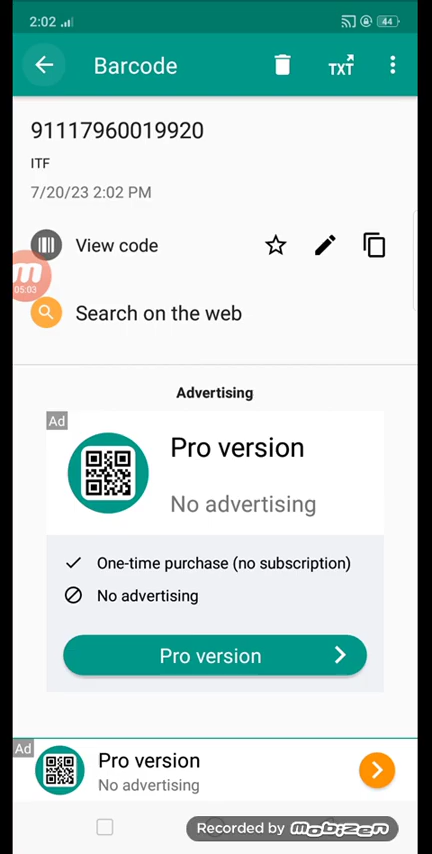 2:02
44
Barcode
TXT
91117960019920
ITF
7/20/23 2:02 PM
View code
05:03
Search on the web
Advertising
Ad
Pro version
No advertising
One-time purchase (no subscription)
No advertising
Pro version
Ad
Pro version
No advertising
Recorded by MOBIZEN